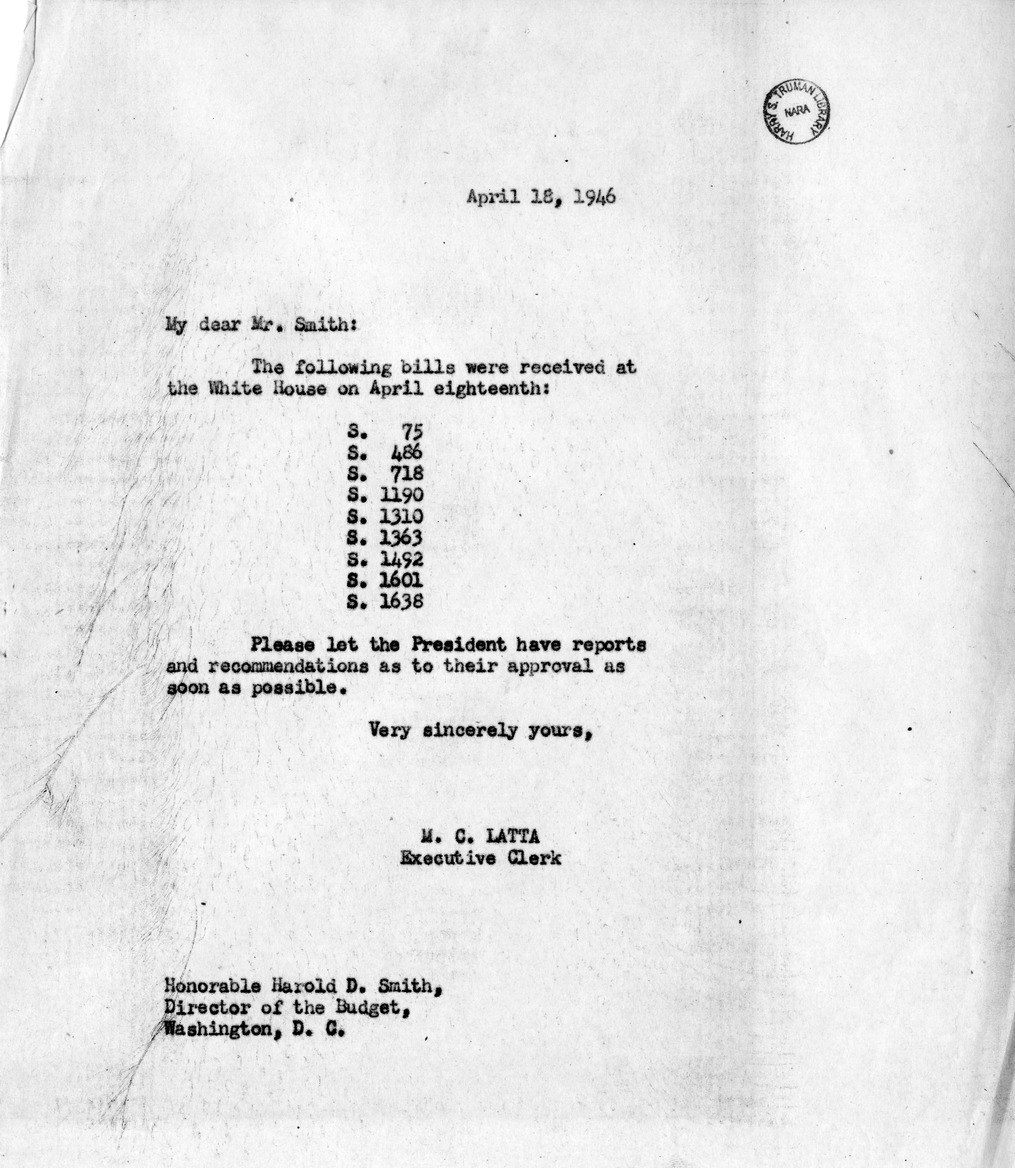 HARRY S. TRUMAN LIBRARY
NARA
April 18, 1946
My dear Mr. Smith:
The following bills were received at
the White House on April eighteenth:
S. 75
S. 486
S. 718
S. 1190
S. 1310
S. 1363
S. 1492
S. 1601
S. 1638
Please let the President have reports
and recommendations as to their approval as
soon as possible.
Very sincerely yours,
M. C. LATTA
Executive Clerk
Honorable Harold D. Smith,
Director of the Budget,
Washington, D. C.